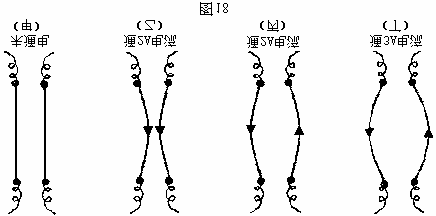 未通电 通2A电流 通2A电流 通3A电流
(甲) (乙) (丙) (丁)
图18